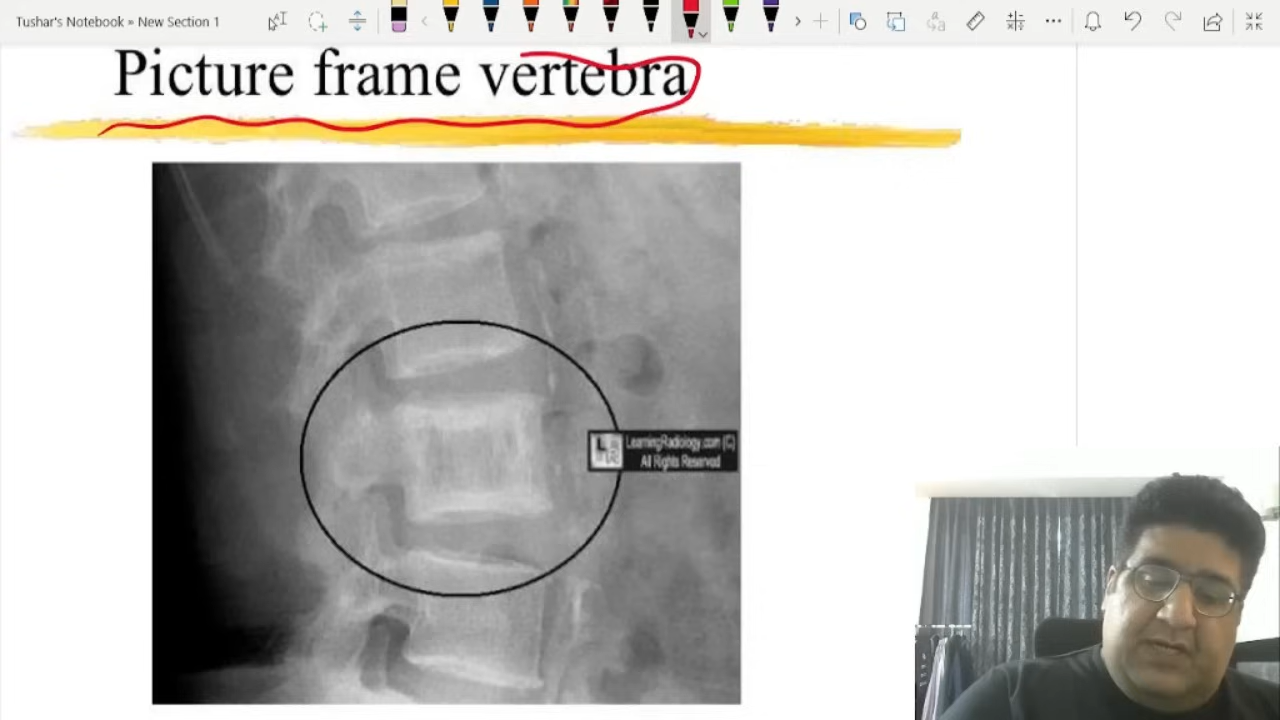 Tushar's Notebook » New Section 1
Picture frame vertebra
LearningRadiology.com (C)
All Rights Reserved